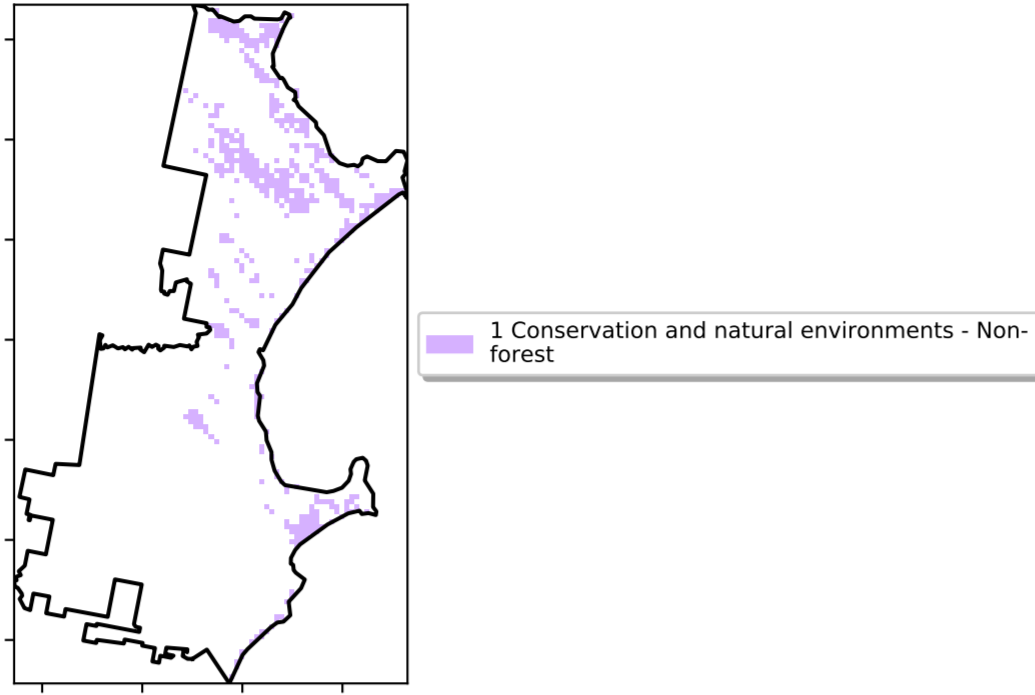 1 Conservation and natural environments - Non-
forest